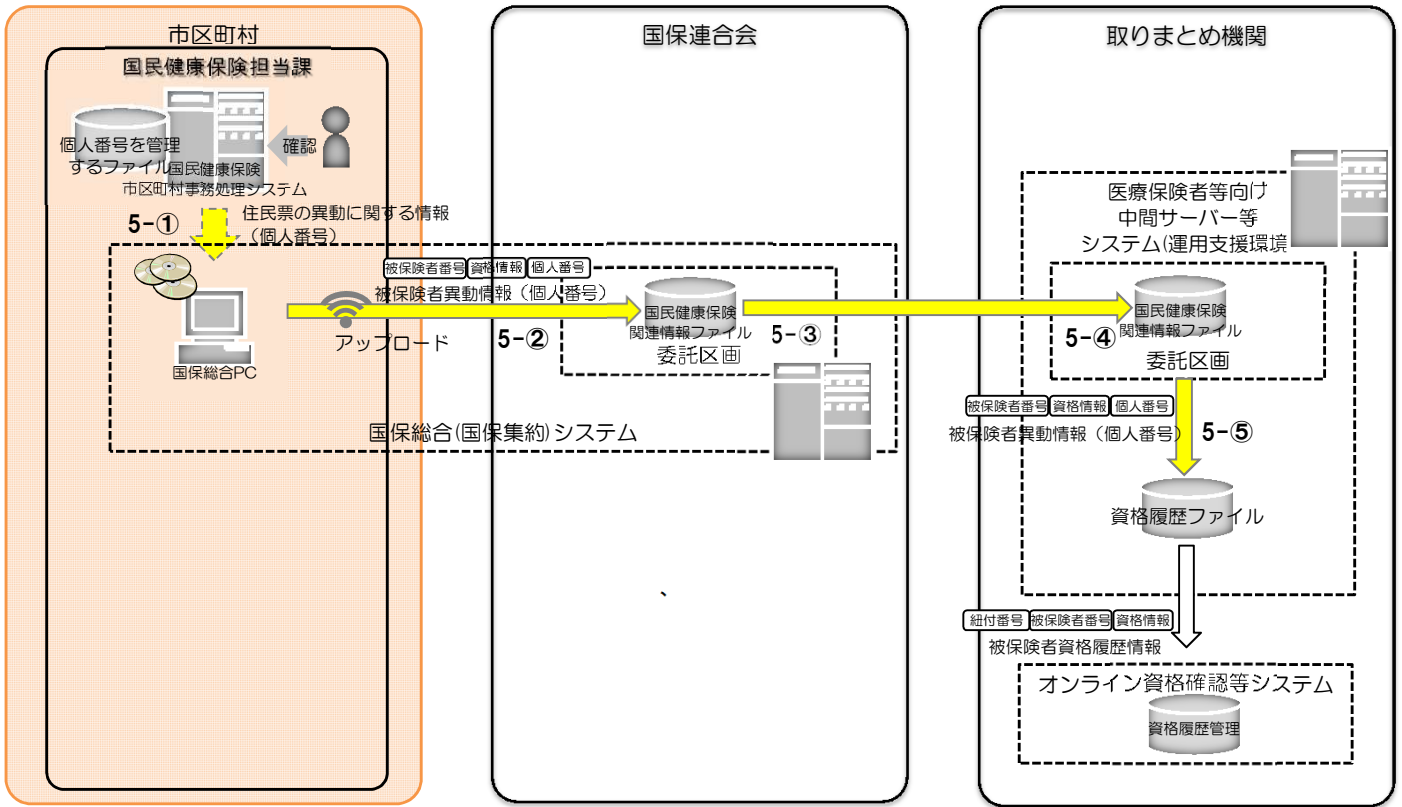 市区町村
国民健康保険担当課
個人番号を管理
するファイル
国民健康保険
市区町村事務処理システム
確認
5-①
住民票の異動に関する情報
（個人番号）
国保総合PC
被保険者番号 資格情報 個人番号
被保険者異動情報（個人番号）
アップロード
5-②
国保連合会
国民健康保険
関連情報ファイル
委託区画
5-③
国保総合(国保集約)システム
、
取りまとめ機関
医療保険者等向け
中間サーバー等
システム(運用支援環境
国民健康保険
関連情報ファイル
5-④
委託区画
被保険者番号 資格情報 個人番号
被保険者異動情報（個人番号）
5-⑤
資格履歴ファイル
紐付番号 被保険者番号 資格情報
被保険者資格履歴情報
オンライン資格確認等システム
資格履歴管理